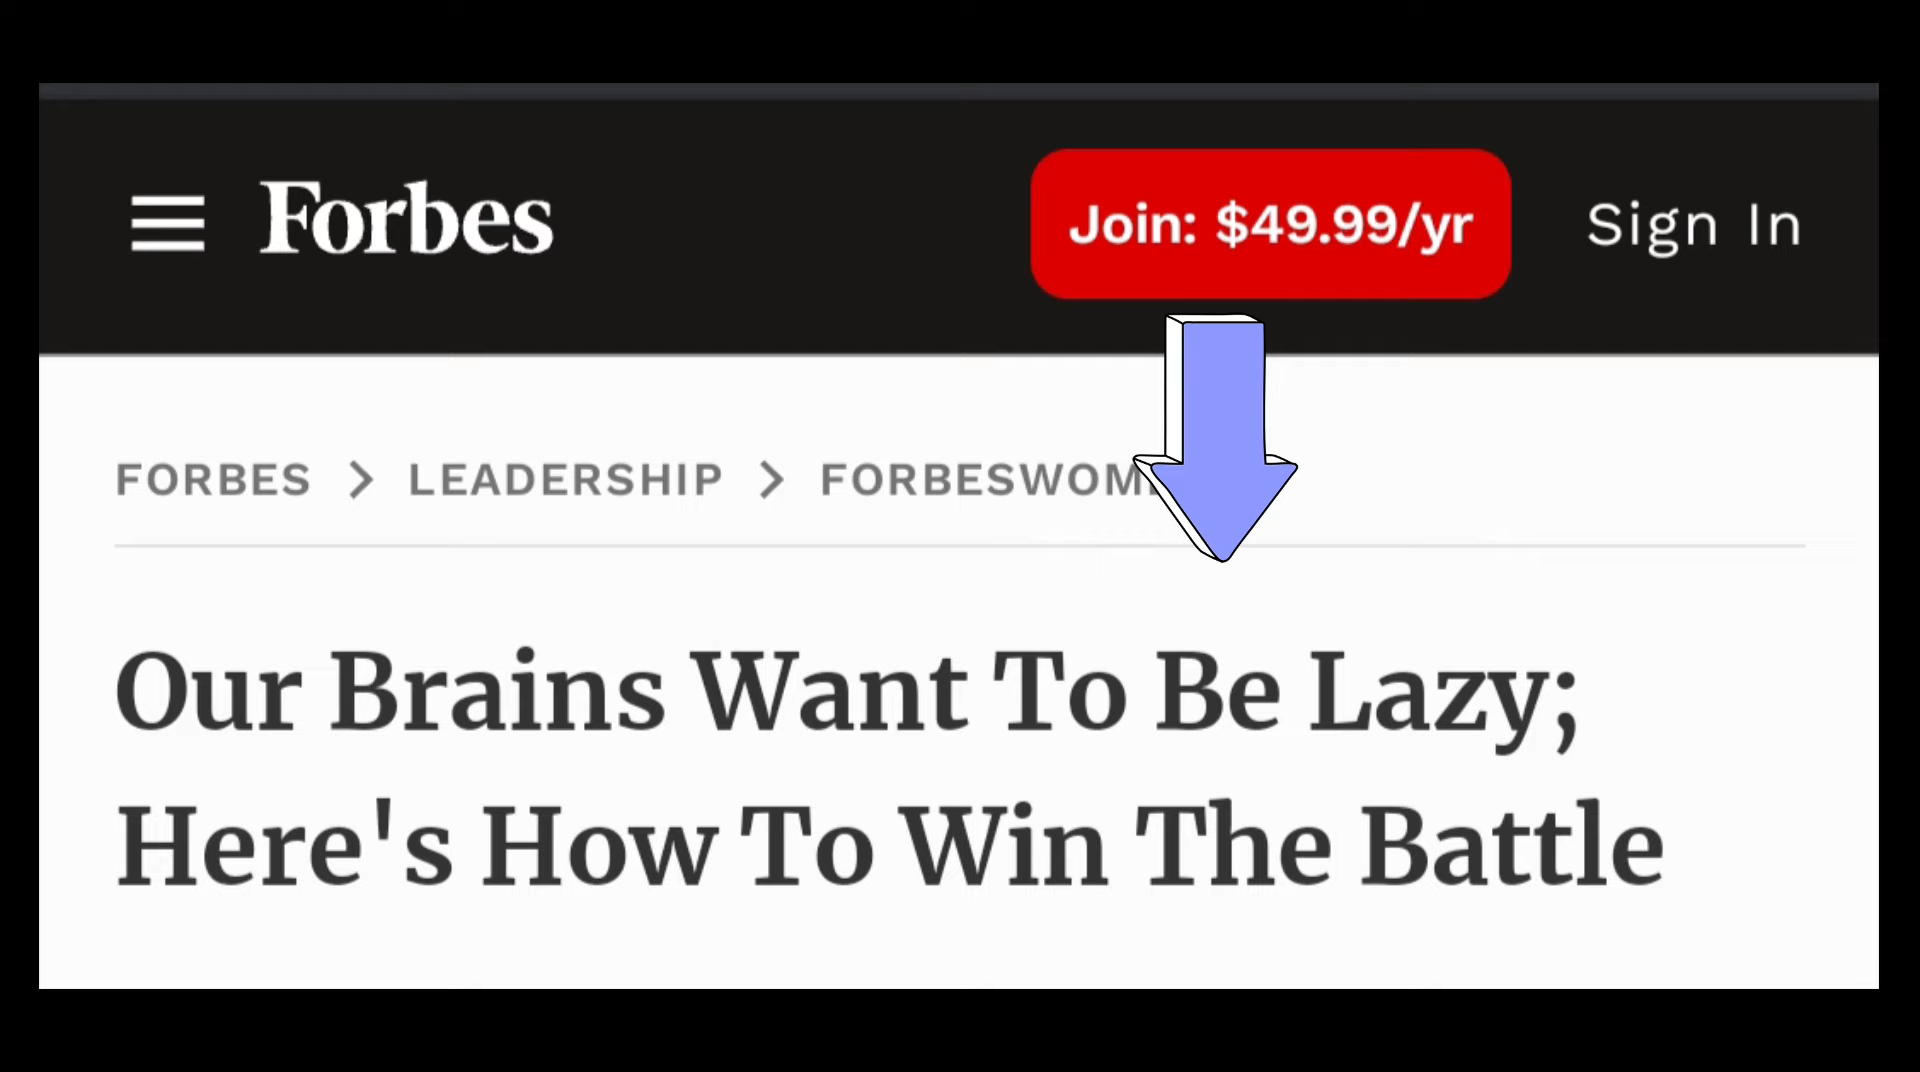 Forbes
Join: $49.99/yr
Sign In
FORBES > LEADERSHIP >
Our Brains Want To Be Lazy;
Here's How To Win The Battle